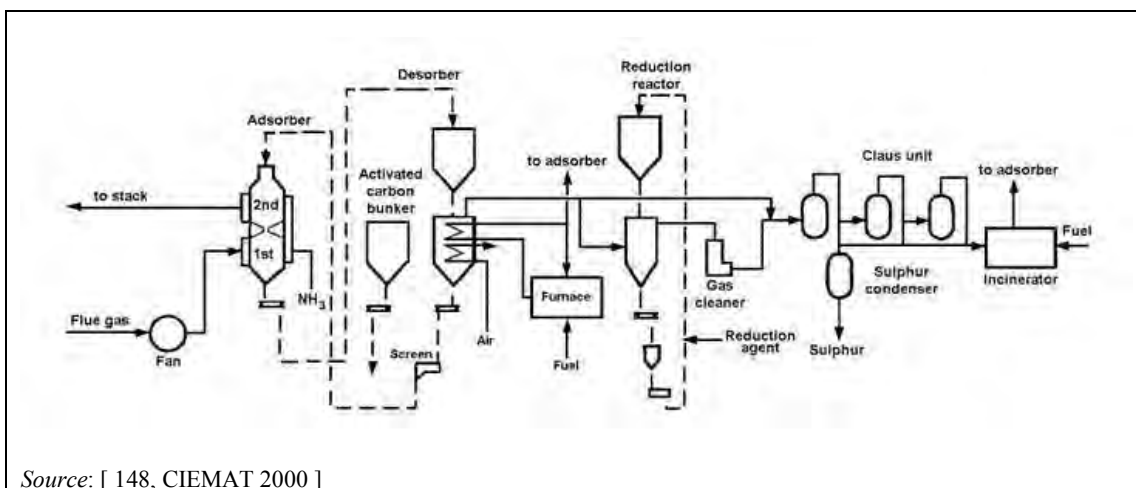 Desorber
Reduction
reactor
Adsorber
Activated
carbon
bunker
to adsorber
Claus unit
to adsorber
to stack
2nd
1st
NH3
Flue gas
Fan
Screen
Air
Furnace
Fuel
Gas
cleaner
Reduction
agent
Sulphur
condenser
Sulphur
Incinerator
Fuel
Source: [ 148, CIEMAT 2000 ]